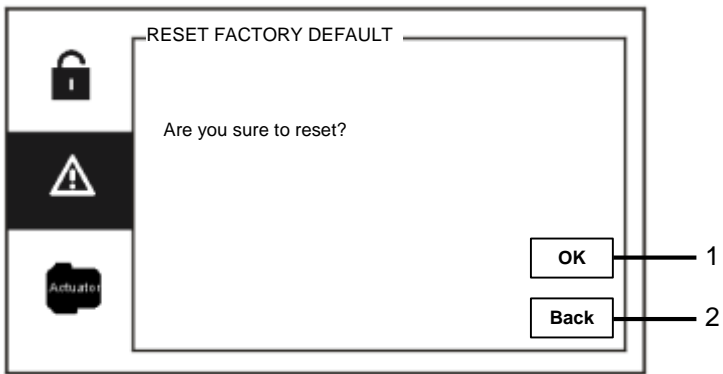 RESET FACTORY DEFAULT
Are you sure to reset?
Actuator
OK
1
Back
2